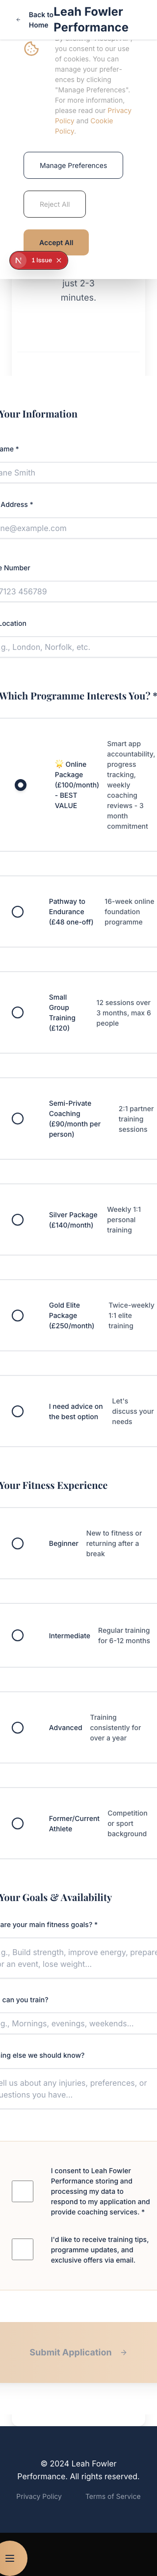 ← Back to
Home
Leah Fowler
Performance
you consent to our use
of cookies. You can
manage your prefer-
ences by clicking
"Manage Preferences".
For more information,
please read our Privacy
Policy and Cookie
Policy.
Manage Preferences
Reject All
Accept All
N 1 Issue ×
just 2-3
minutes.
Your Information
ame *
ane Smith
Address *
ne@example.com
e Number
7123 456789
Location
g., London, Norfolk, etc.
Which Programme Interests You? *
Online
Package
(£100/month)
- BEST
VALUE
Smart app
accountability,
progress
tracking,
weekly
coaching
reviews - 3
month
commitment
Pathway to
Endurance
(£48 one-off)
16-week online
foundation
programme
Small
Group
Training
(£120)
12 sessions over
3 months, max 6
people
Semi-Private
Coaching
(£90/month per
person)
2:1 partner
training
sessions
Silver Package
(£140/month)
Weekly 1:1
personal
training
Gold Elite
Package
(£250/month)
Twice-weekly
1:1 elite
training
I need advice on
the best option
Let's
discuss your
needs
Your Fitness Experience
Beginner
New to fitness or
returning after a
break
Intermediate
Regular training
for 6-12 months
Advanced
Training
consistently for
over a year
Former/Current
Athlete
Competition
or sport
background
Your Goals & Availability
are your main fitness goals? *
g., Build strength, improve energy, prepare
or an event, lose weight...
can you train?
g., Mornings, evenings, weekends...
ing else we should know?
ell us about any injuries, preferences, or
uestions you have...
I consent to Leah Fowler
Performance storing and
processing my data to
respond to my application and
provide coaching services. *
I'd like to receive training tips,
programme updates, and
exclusive offers via email.
Submit Application →
© 2024 Leah Fowler
Performance. All rights reserved.
Privacy Policy
Terms of Service